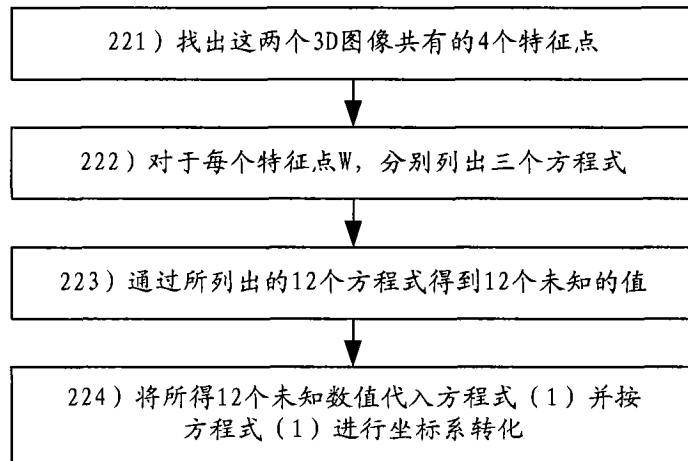 221）找出这两个3D图像共有的4个特征点
222）对于每个特征点W，分别列出三个方程式
223）通过所列出的12个方程式得到12个未知的值
224）将所得12个未知数值代入方程式（1）并按
方程式（1）进行坐标系转化